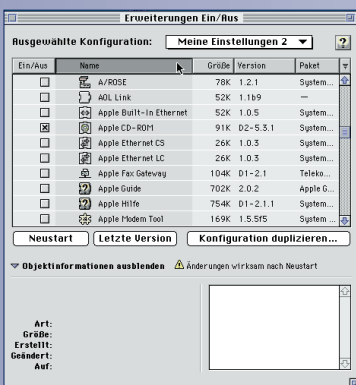 Erweiterungen Ein/Aus
Ausgewählte Konfiguration: Meine Einstellungen 2
Ein/Aus Name Größe Version Paket
A/ROSE 78K 1.2.1 System...
AOL Link 52K 1.1b9 —
Apple Built-In Ethernet 52K 1.0.5 System...
Apple CD-ROM 91K D2-5.3.1 System...
Apple Ethernet CS 26K 1.0.3 System...
Apple Ethernet LC 26K 1.0.3 System...
Apple Fax Gateway 104K D1-2.1 Teleko...
Apple Guide 702K 2.0.2 Apple G...
Apple Hilfe 754K D1-2.1.1 System...
Apple Modem Tool 169K 1.5.5f5 System ...
Neustart Letzte Version Konfiguration duplizieren...
Objektinformationen ausblenden Änderungen wirksam nach Neustart
Art:
Größe:
Erstellt:
Geändert:
Auf: